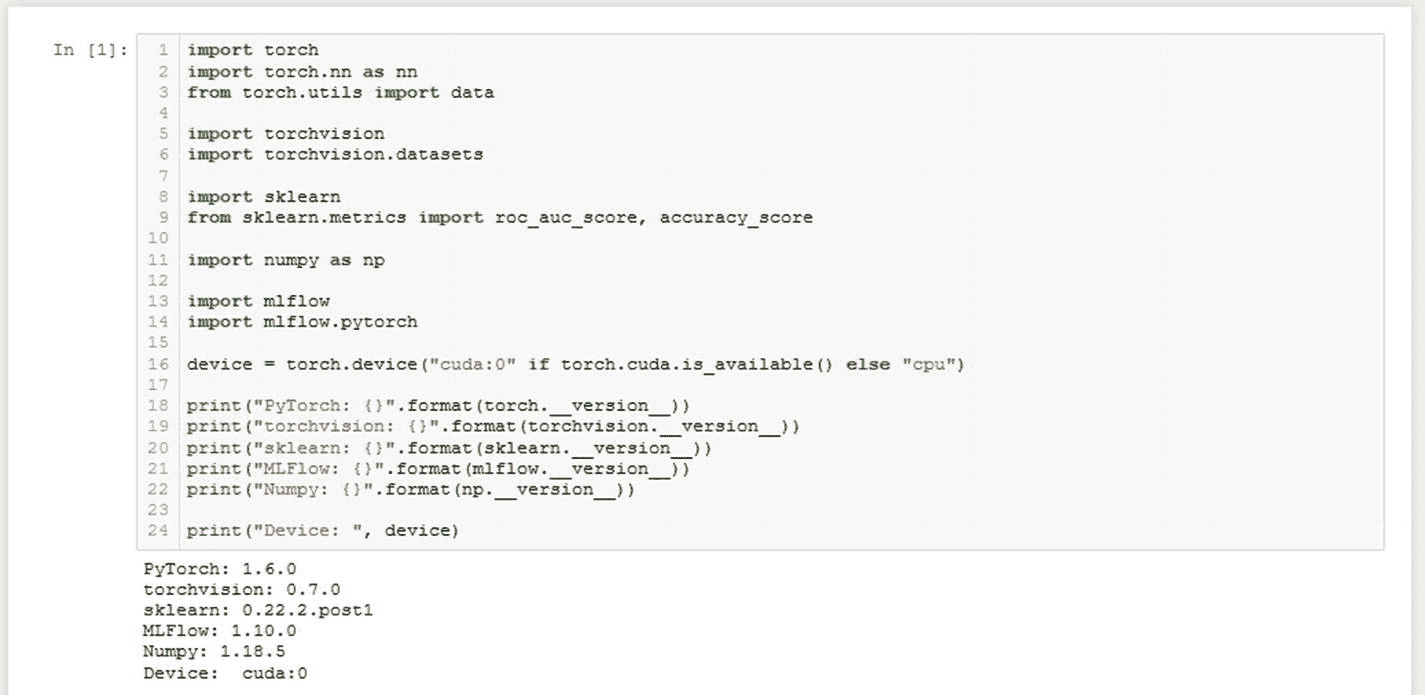 In [1]:
1 import torch
2 import torch.nn as nn
3 from torch.utils import data
4
5 import torchvision
6 import torchvision.datasets
7
8 import sklearn
9 from sklearn.metrics import roc_auc_score, accuracy_score
10
11 import numpy as np
12
13 import mlflow
14 import mlflow.pytorch
15
16 device = torch.device("cuda:0" if torch.cuda.is_available() else "cpu")
17
18 print("PyTorch: {}".format(torch.__version__))
19 print("torchvision: {}".format(torchvision.__version__))
20 print("sklearn: {}".format(sklearn.__version__))
21 print("MLFlow: {}".format(mlflow.__version__))
22 print("Numpy: {}".format(np.__version__))
23
24 print("Device: ", device)
PyTorch: 1.6.0
torchvision: 0.7.0
sklearn: 0.22.2.post1
MLFlow: 1.10.0
Numpy: 1.18.5
Device:  cuda:0